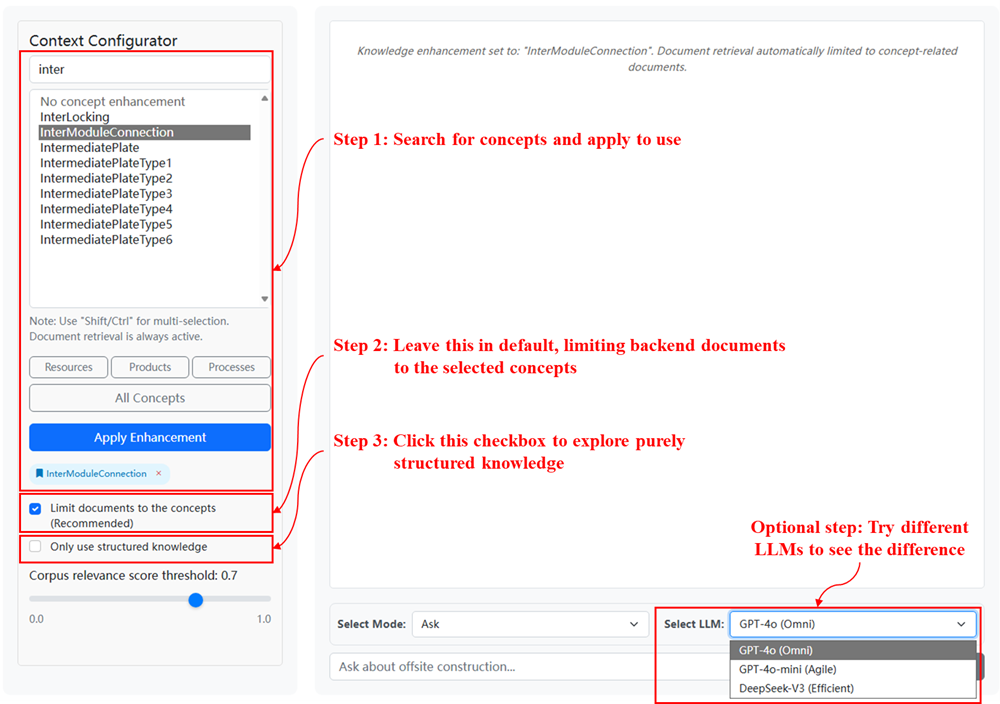 Context Configurator
inter
No concept enhancement
InterLocking
InterModuleConnection
IntermediatePlate
IntermediatePlateType1
IntermediatePlateType2
IntermediatePlateType3
IntermediatePlateType4
IntermediatePlateType5
IntermediatePlateType6
Note: Use "Shift/Ctrl" for multi-selection.
Document retrieval is always active.
Resources Products Processes
All Concepts
Apply Enhancement
InterModuleConnection ×
Limit documents to the concepts
(Recommended)
Only use structured knowledge
Corpus relevance score threshold: 0.7
0.0 1.0
Knowledge enhancement set to: "InterModuleConnection". Document retrieval automatically limited to concept-related
documents.
Step 1: Search for concepts and apply to use
Step 2: Leave this in default, limiting backend documents
to the selected concepts
Step 3: Click this checkbox to explore purely
structured knowledge
Optional step: Try different
LLMs to see the difference
Select Mode: Ask
Select LLM: GPT-4o (Omni)
GPT-4o (Omni)
GPT-4o-mini (Agile)
DeepSeek-V3 (Efficient)
Ask about offsite construction...